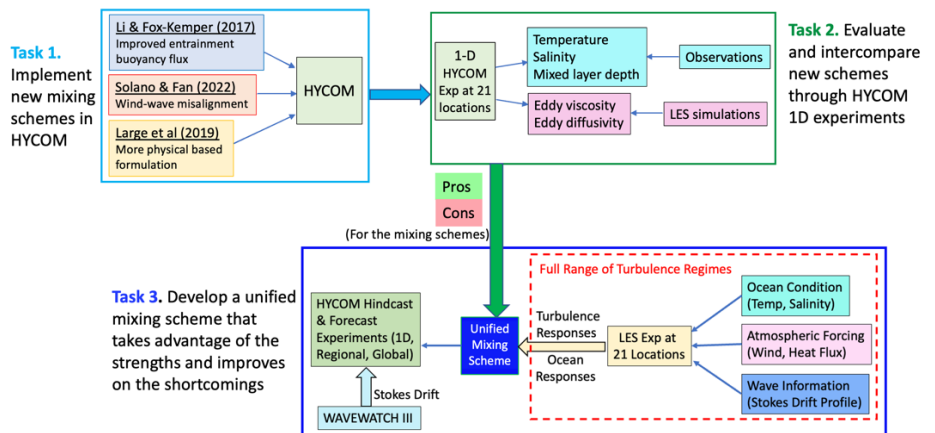 Task 1.
Implement
new mixing
schemes in
HYCOM
Li & Fox-Kemper (2017)
Improved entrainment
buoyancy flux
Solano & Fan (2022)
Wind-wave misalignment
Large et al (2019)
More physical based
formulation
HYCOM
1-D
HYCOM
Exp at 21
locations
Temperature
Salinity
Mixed layer depth
Observations
Eddy viscosity
Eddy diffusivity
LES simulations
Task 2. Evaluate
and intercompare
new schemes
through HYCOM
1D experiments
Pros
Cons
(For the mixing schemes)
Task 3. Develop a unified
mixing scheme that
takes advantage of the
strengths and improves
on the shortcomings
HYCOM Hindcast
& Forecast
Experiments (1D,
Regional, Global)
Stokes Drift
WAVEWATCH III
Unified
Mixing
Scheme
Turbulence
Responses
Ocean
Responses
Full Range of Turbulence Regimes
LES Exp at
21 Locations
Ocean Condition
(Temp, Salinity)
Atmospheric Forcing
(Wind, Heat Flux)
Wave Information
(Stokes Drift Profile)